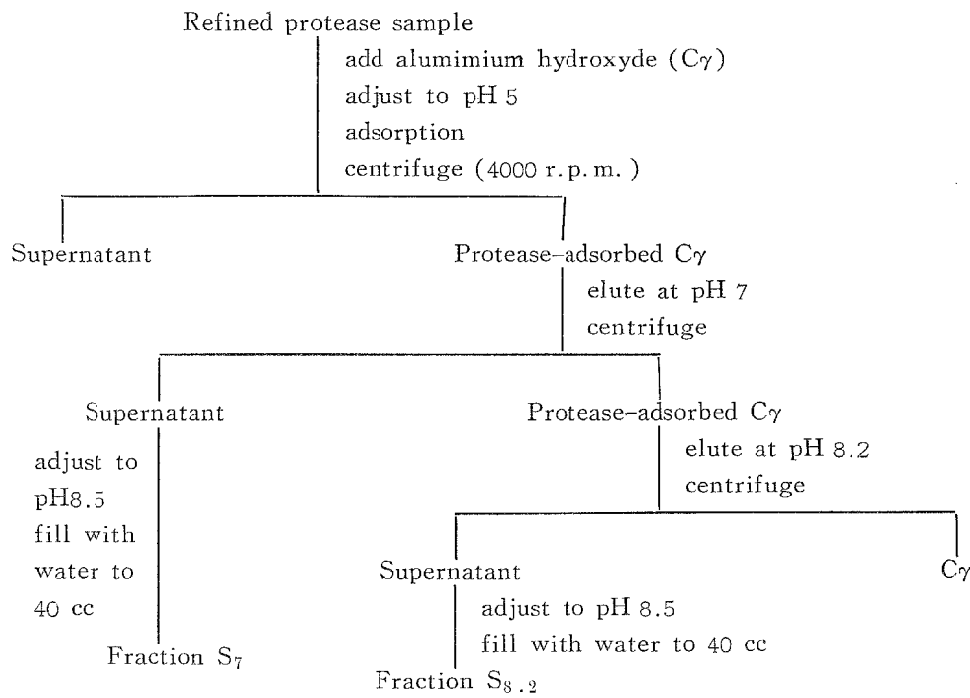 Refined protease sample
add alumimium hydroxyde (Cγ)
adjust to pH 5
adsorption
centrifuge (4000 r.p.m.)
Supernatant
Protease-adsorbed Cγ
elute at pH 7
centrifuge
Supernatant
adjust to
pH8.5
fill with
water to
40 cc
Fraction S₇
Protease-adsorbed Cγ
elute at pH 8.2
centrifuge
Supernatant
adjust to pH 8.5
fill with water to 40 cc
Fraction S₈.₂
Cγ